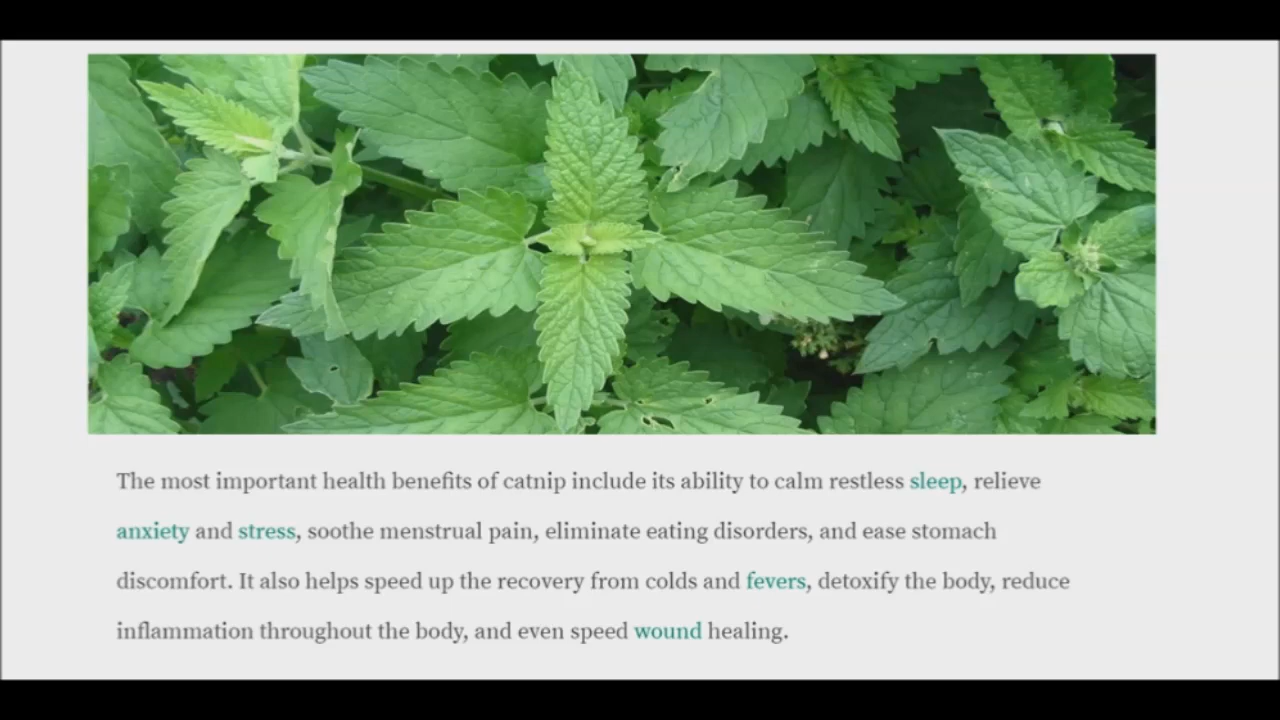 The most important health benefits of catnip include its ability to calm restless sleep, relieve
anxiety and stress, soothe menstrual pain, eliminate eating disorders, and ease stomach
discomfort. It also helps speed up the recovery from colds and fevers, detoxify the body, reduce
inflammation throughout the body, and even speed wound healing.